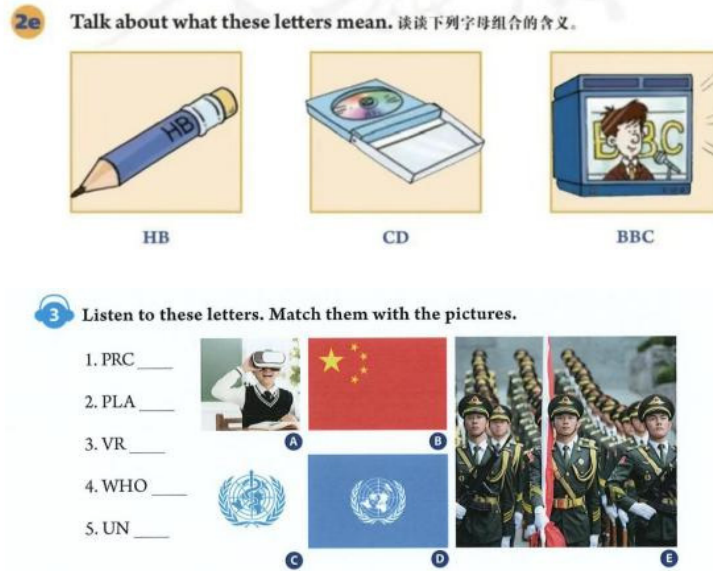 2e Talk about what these letters mean. 谈谈下列字母组合的含义。
HB
BBC
HB CD BBC
3 Listen to these letters. Match them with the pictures.
1. PRC ____
2. PLA ____
3. VR ____
4. WHO ____
5. UN ____
A B
C D E